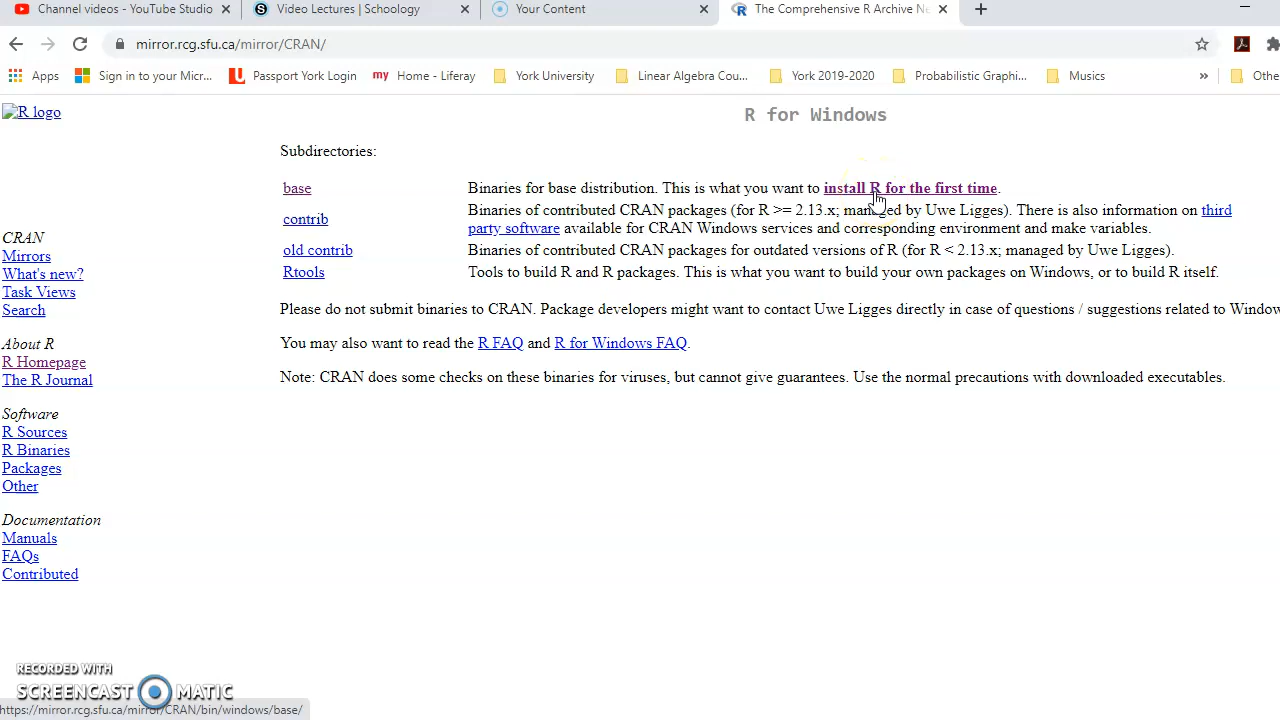 Channel videos - YouTube Studio
Video Lectures | Schoology
Your Content
The Comprehensive R Archive Ne
mirror.rcg.sfu.ca/mirror/CRAN/
Apps
Sign in to your Micr...
Passport York Login
my Home - Liferay
York University
Linear Algebra Cou...
York 2019-2020
Probabilistic Graphi...
Musics
»
Othe
R logo
R for Windows
Subdirectories:
base Binaries for base distribution. This is what you want to install R for the first time.
contrib Binaries of contributed CRAN packages (for R >= 2.13.x; managed by Uwe Ligges). There is also information on third
party software available for CRAN Windows services and corresponding environment and make variables.
old contrib Binaries of contributed CRAN packages for outdated versions of R (for R < 2.13.x; managed by Uwe Ligges).
Rtools Tools to build R and R packages. This is what you want to build your own packages on Windows, or to build R itself.
Please do not submit binaries to CRAN. Package developers might want to contact Uwe Ligges directly in case of questions / suggestions related to Window
You may also want to read the R FAQ and R for Windows FAQ.
Note: CRAN does some checks on these binaries for viruses, but cannot give guarantees. Use the normal precautions with downloaded executables.
CRAN
Mirrors
What's new?
Task Views
Search
About R
R Homepage
The R Journal
Software
R Sources
R Binaries
Packages
Other
Documentation
Manuals
FAQs
Contributed
RECORDED WITH
SCREENCAST MATIC
https://mirror.rcg.sfu.ca/mirror/CRAN/bin/windows/base/